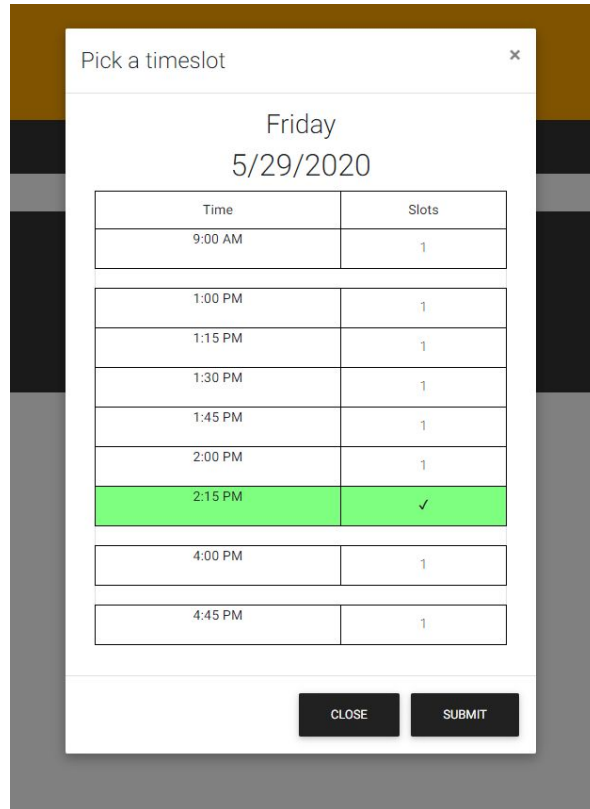 Pick a timeslot ×
Friday
5/29/2020
Time Slots
9:00 AM 1
1:00 PM 1
1:15 PM 1
1:30 PM 1
1:45 PM 1
2:00 PM 1
2:15 PM ✓
4:00 PM 1
4:45 PM 1
CLOSE SUBMIT